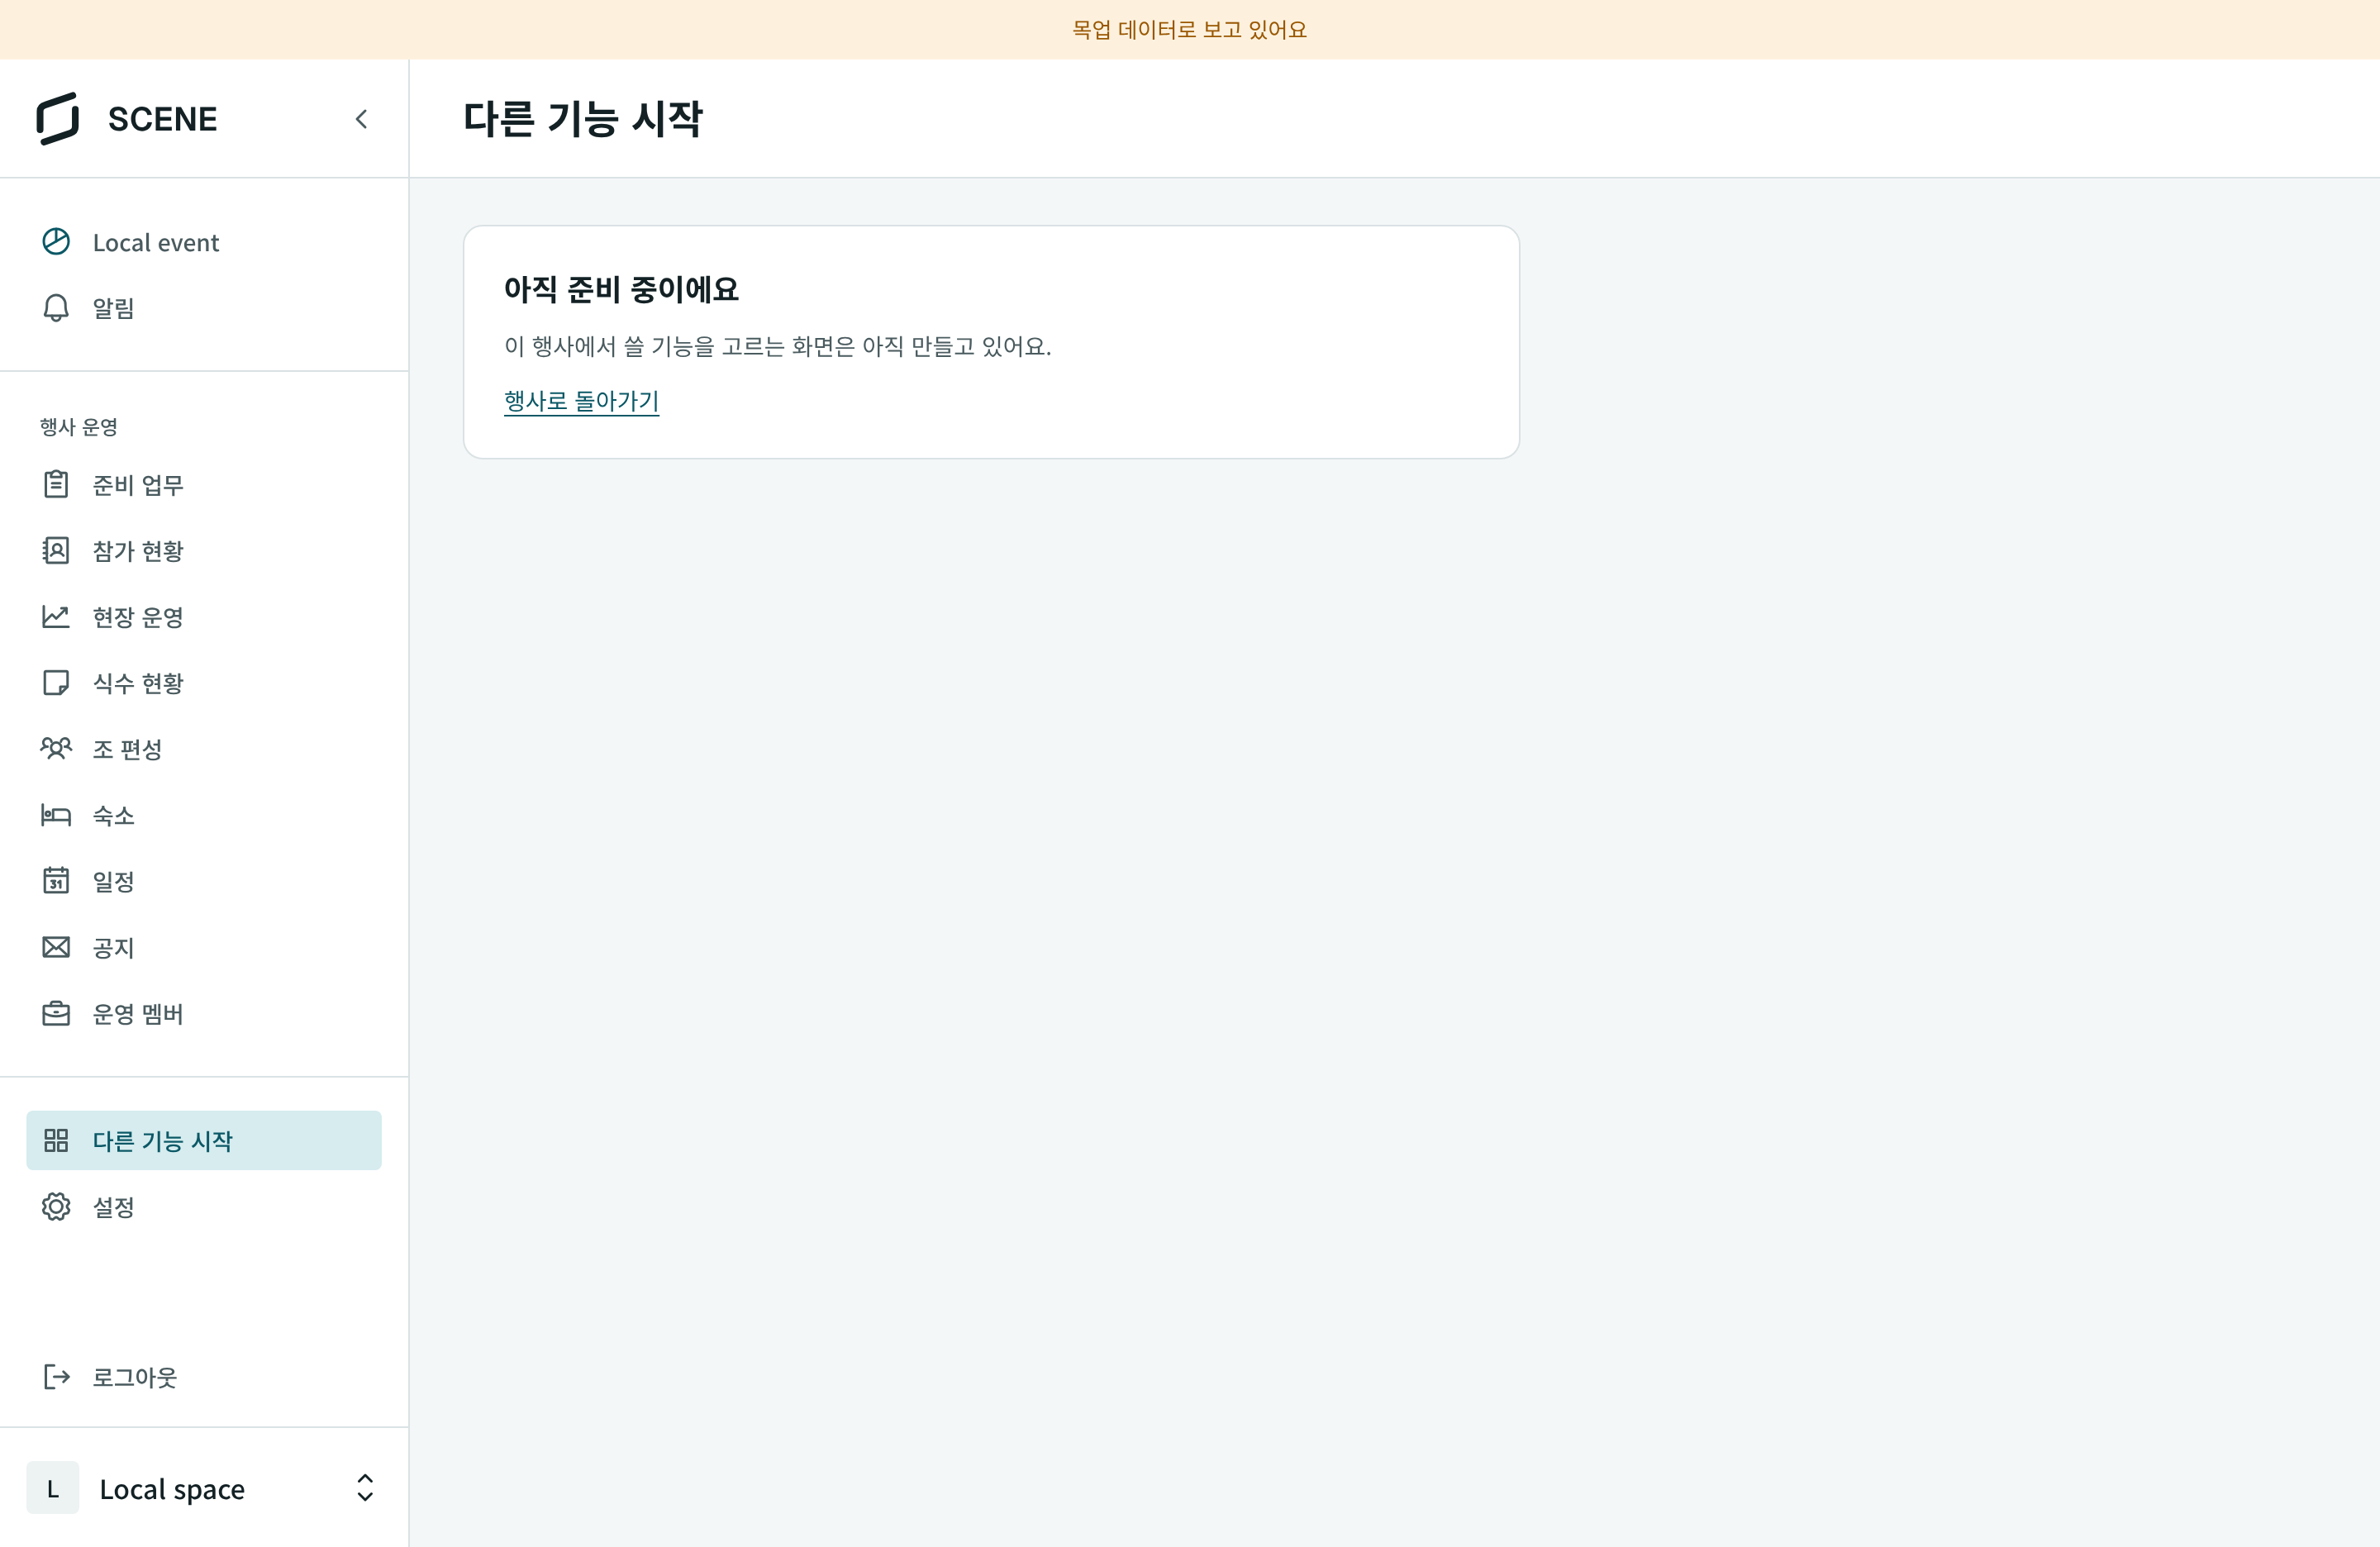 목업 데이터로 보고 있어요
SCENE
다른 기능 시작
Local event
알림
행사 운영
준비 업무
참가 현황
현장 운영
식수 현황
조 편성
숙소
31
일정
공지
운영 멤버
다른 기능 시작
설정
로그아웃
L
Local space
아직 준비 중이에요
이 행사에서 쓸 기능을 고르는 화면은 아직 만들고 있어요.
행사로 돌아가기